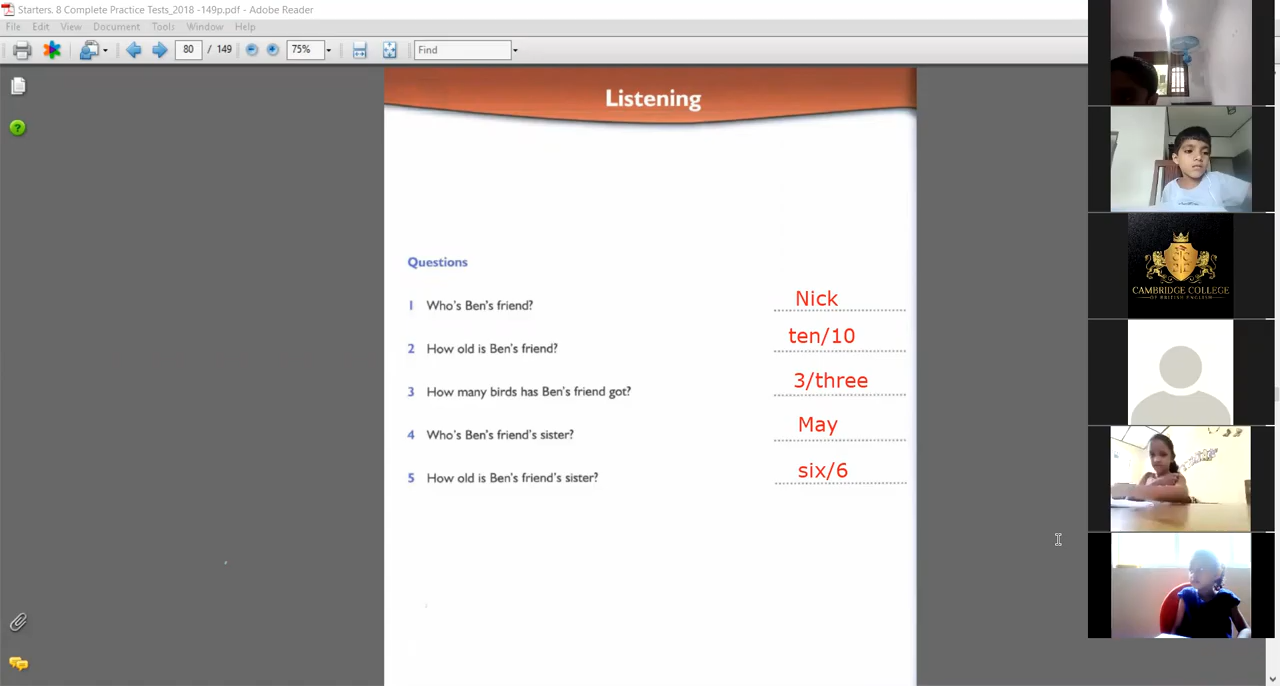 Starters. 8 Complete Practice Tests_2018 -149p.pdf - Adobe Reader
File Edit View Document Tools Window Help
80 / 149 75% Find
Listening
Questions
1 Who's Ben's friend? Nick
2 How old is Ben's friend? ten/10
3 How many birds has Ben's friend got? 3/three
4 Who's Ben's friend's sister? May
5 How old is Ben's friend's sister? six/6
CAMBRIDGE COLLEGE
OF BRITISH ENGLISH